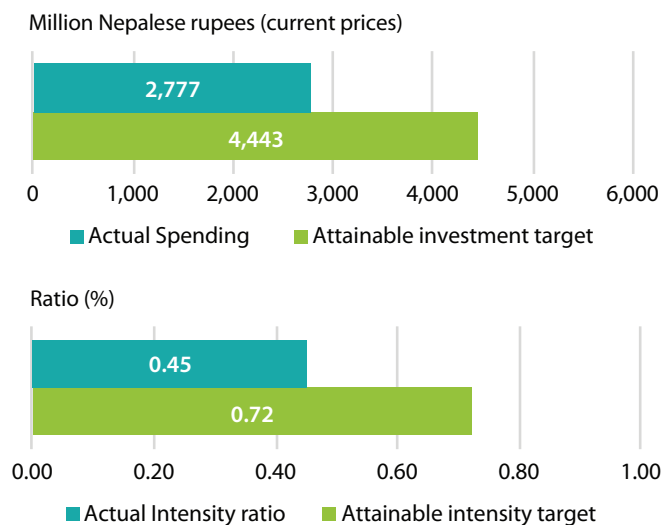 Million Nepalese rupees (current prices)
2,777
4,443
0 1,000 2,000 3,000 4,000 5,000 6,000
Actual Spending Attainable investment target
Ratio (%)
0.45
0.72
0.00 0.20 0.40 0.60 0.80 1.00
Actual Intensity ratio Attainable intensity target